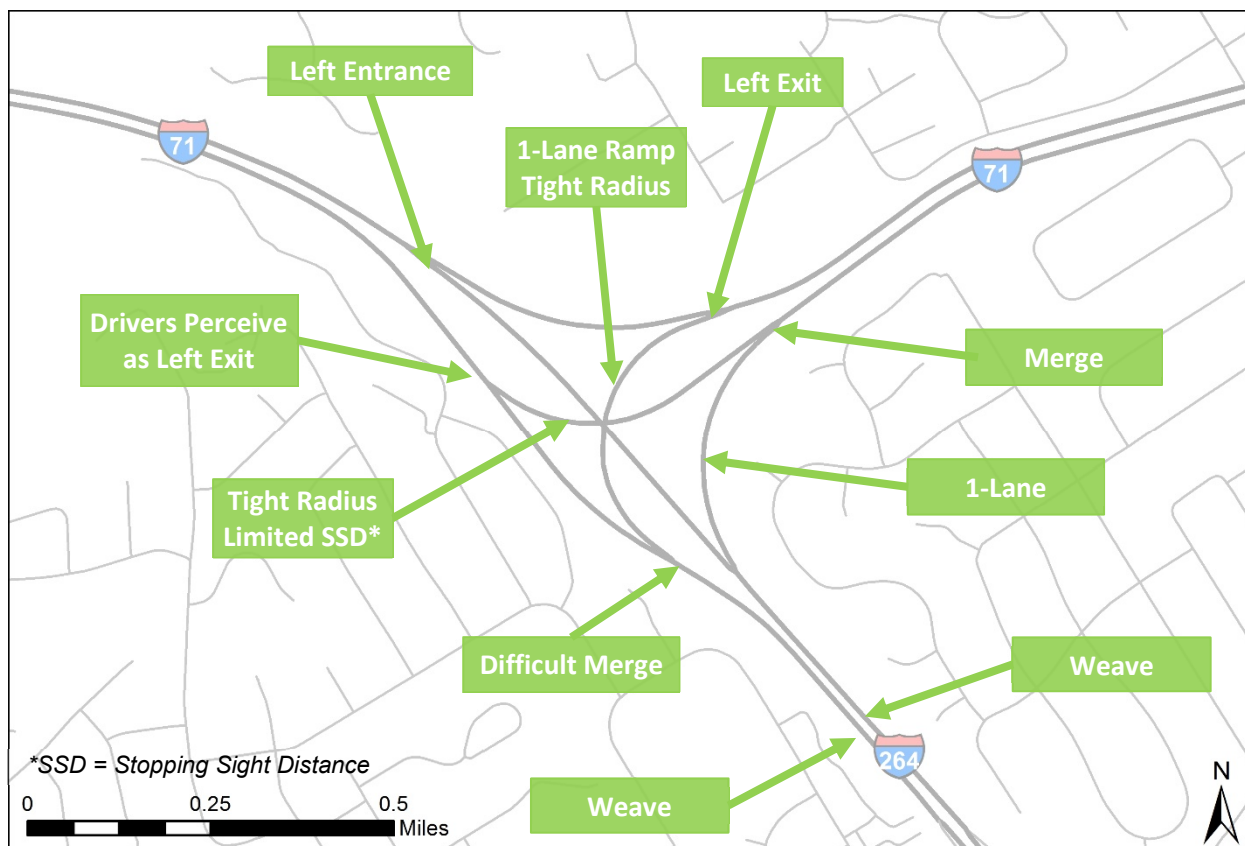 Left Entrance
Left Exit
71
1-Lane Ramp
Tight Radius
71
Drivers Perceive
as Left Exit
Merge
Tight Radius
Limited SSD*
1-Lane
Difficult Merge
Weave
264
*SSD = Stopping Sight Distance
Weave
N
0 0.25 0.5
Miles